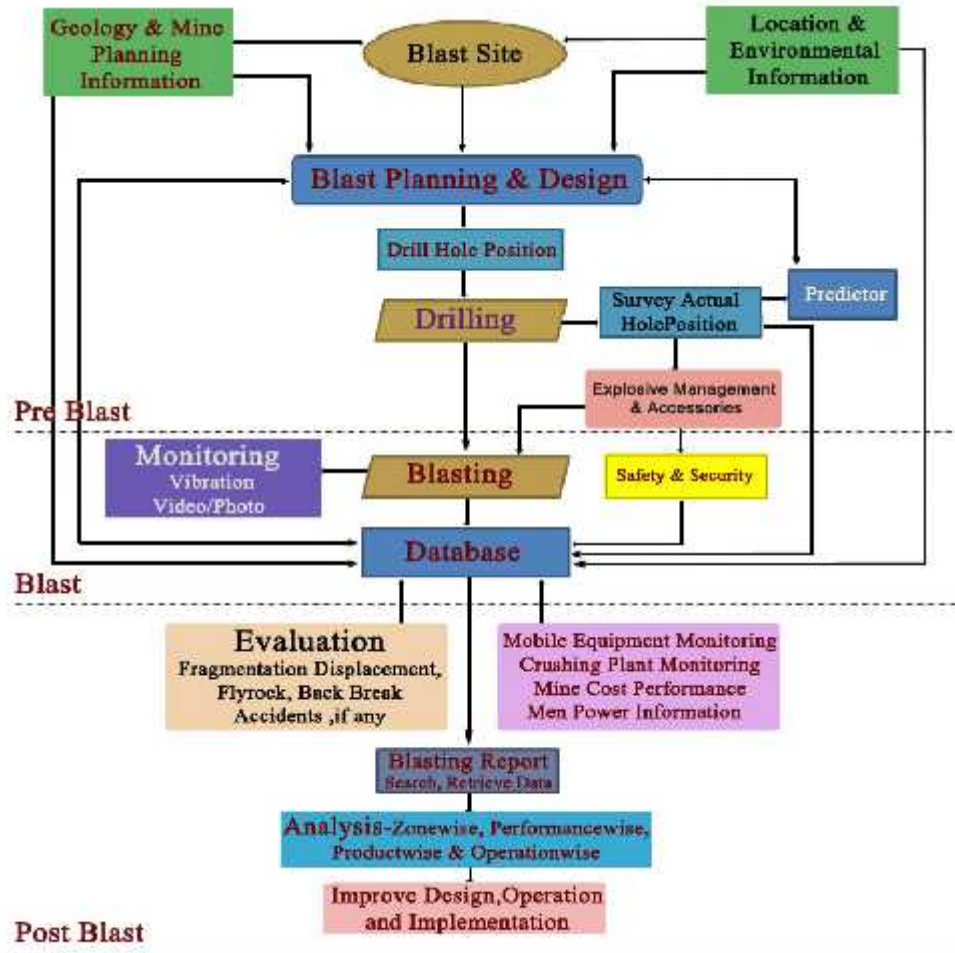 Geology & Mine
Planning
Information
Blast Site
Location &
Environmental
Information
Blast Planning & Design
Drill Hole Position
Drilling
Survey Actual
HolePosition
Predictor
Explosive Management
& Accessories
Pre Blast
Monitoring
Vibration
Video/Photo
Blasting
Safety & Security
Database
Blast
Evaluation
Fragmentation Displacement,
Flyrock, Back Break
Accidents ,if any
Mobile Equipment Monitoring
Crushing Plant Monitoring
Mine Cost Performance
Men Power Information
Blasting Report
Search, Retrieve Data
Analysis-Zonewise, Performancewise,
Productwise & Operationwise
Improve Design,Operation
and Implementation
Post Blast